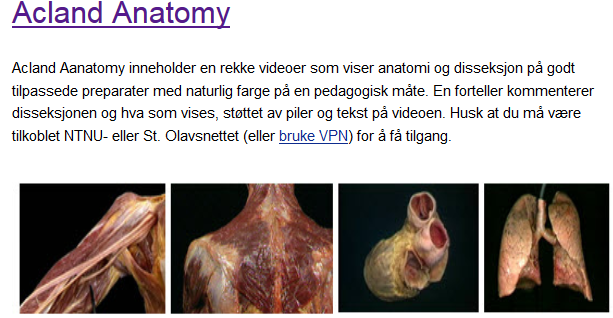 Acland Anatomy
Acland Aanatomy inneholder en rekke videoer som viser anatomi og disseksjon på godt
tilpassede preparater med naturlig farge på en pedagogisk måte. En forteller kommenterer
disseksjonen og hva som vises, støttet av piler og tekst på videoen. Husk at du må være
tilkoblet NTNU- eller St. Olavsnettet (eller bruke VPN) for å få tilgang.